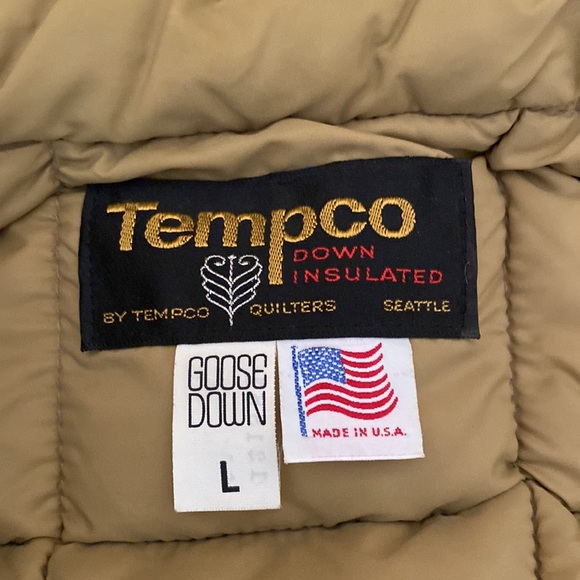 Tempco
DOWN
INSULATED
BY TEMPCO QUILTERS SEATTLE
GOOSE
DOWN
L
MADE IN U.S.A.